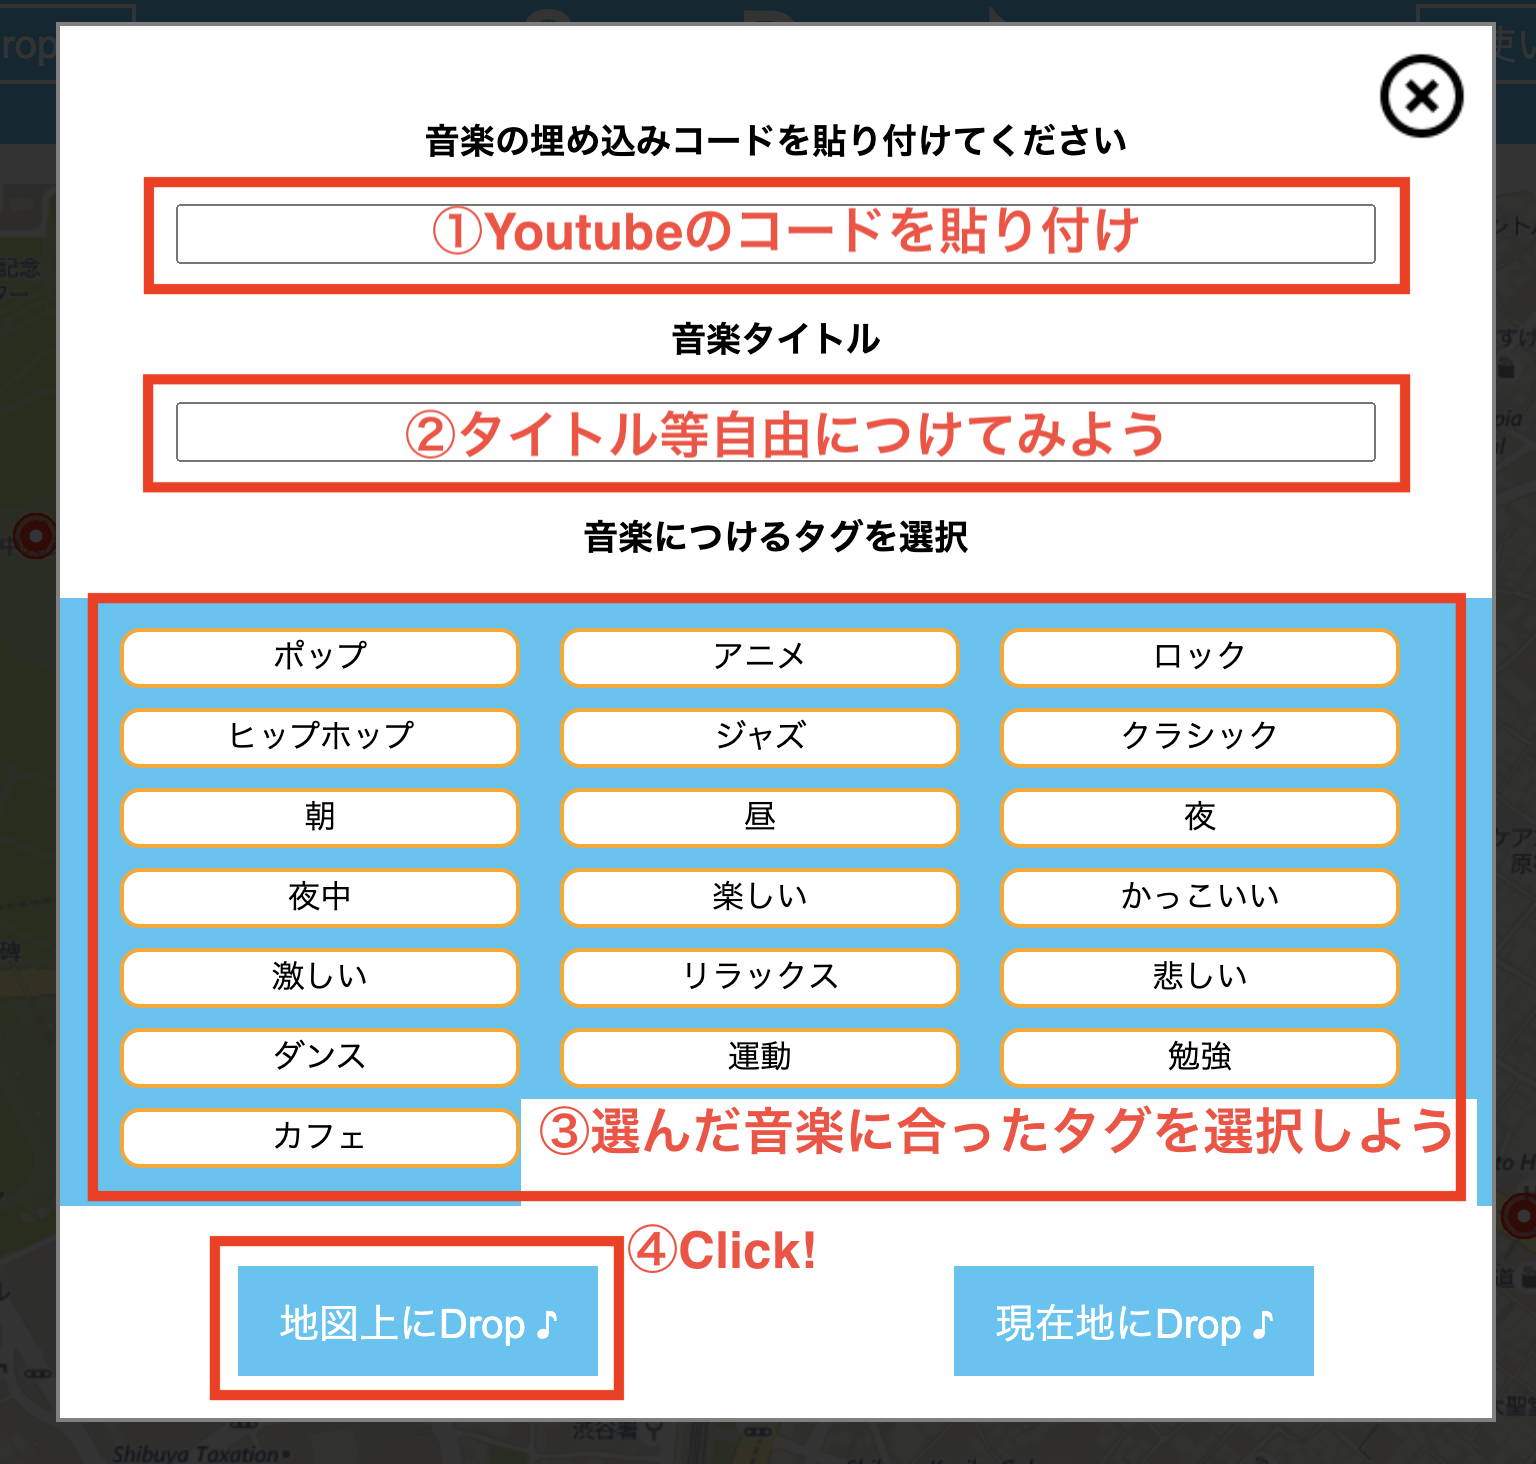 音楽の埋め込みコードを貼り付けてください
①Youtubeのコードを貼り付け
音楽タイトル
②タイトル等自由につけてみよう
音楽につけるタグを選択
ポップ アニメ ロック
ヒップホップ ジャズ クラシック
朝 昼 夜
夜中 楽しい かっこいい
激しい リラックス 悲しい
ダンス 運動 勉強
カフェ
③選んだ音楽に合ったタグを選択しよう
④Click!
地図上にDrop♪ 現在地にDrop♪
渋谷署
Shibuya Taxation